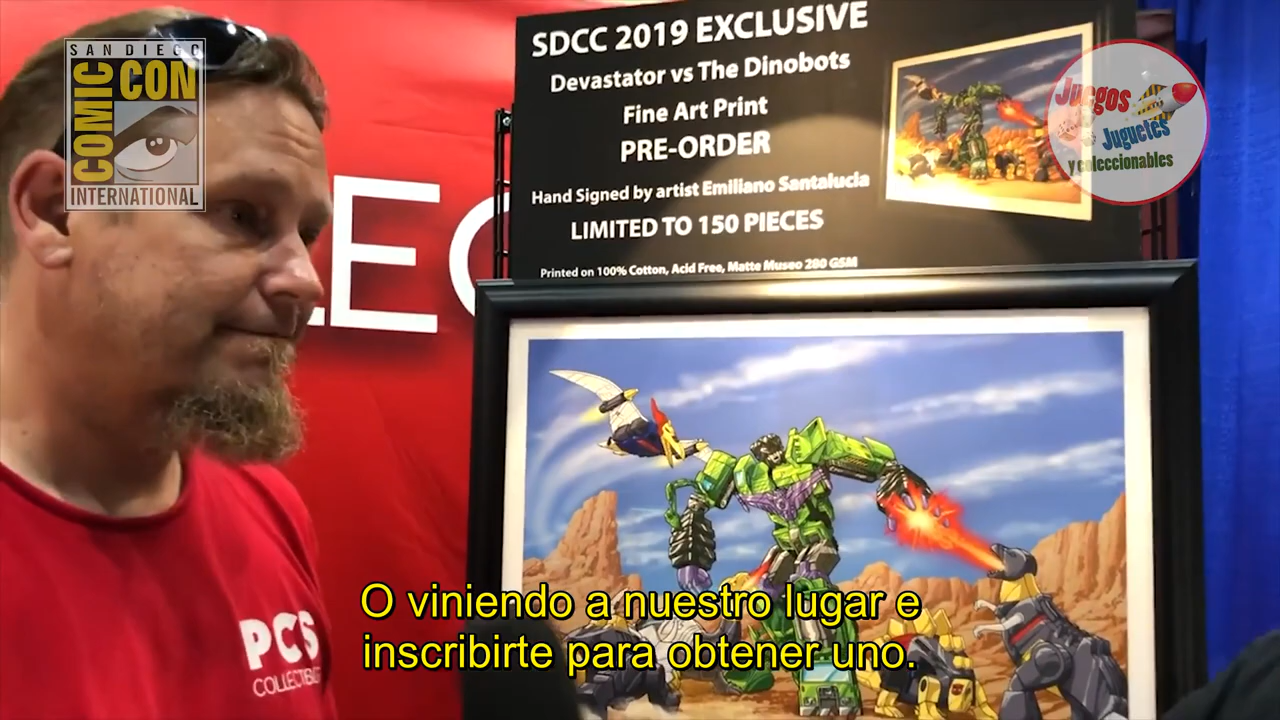 SAN DIEGO
COMIC CON
INTERNATIONAL
SDCC 2019 EXCLUSIVE
Devastator vs The Dinobots
Fine Art Print
PRE-ORDER
Hand Signed by artist Emiliano Santalucia
LIMITED TO 150 PIECES
Printed on 100% Cotton, Acid Free, Matte Museo 280 GSM
Juegos
Juguetes
y coleccionables
LEC
PCS
O viniendo a nuestro lugar e
inscribirte para obtener uno.